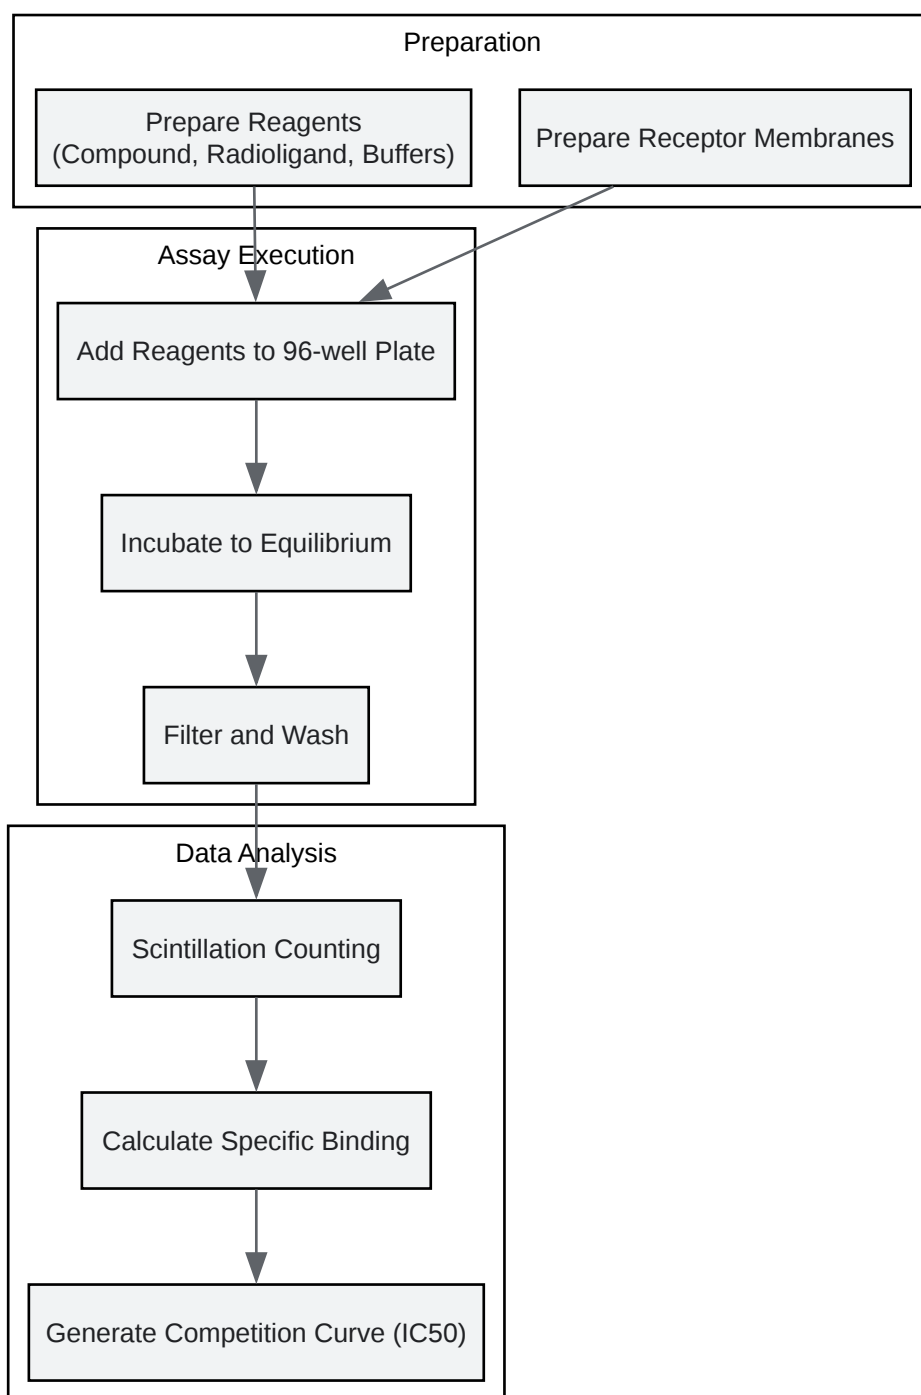 Preparation
Prepare Reagents
(Compound, Radioligand, Buffers)
Prepare Receptor Membranes
Assay Execution
Add Reagents to 96-well Plate
Incubate to Equilibrium
Filter and Wash
Data Analysis
Scintillation Counting
Calculate Specific Binding
Generate Competition Curve (IC50)